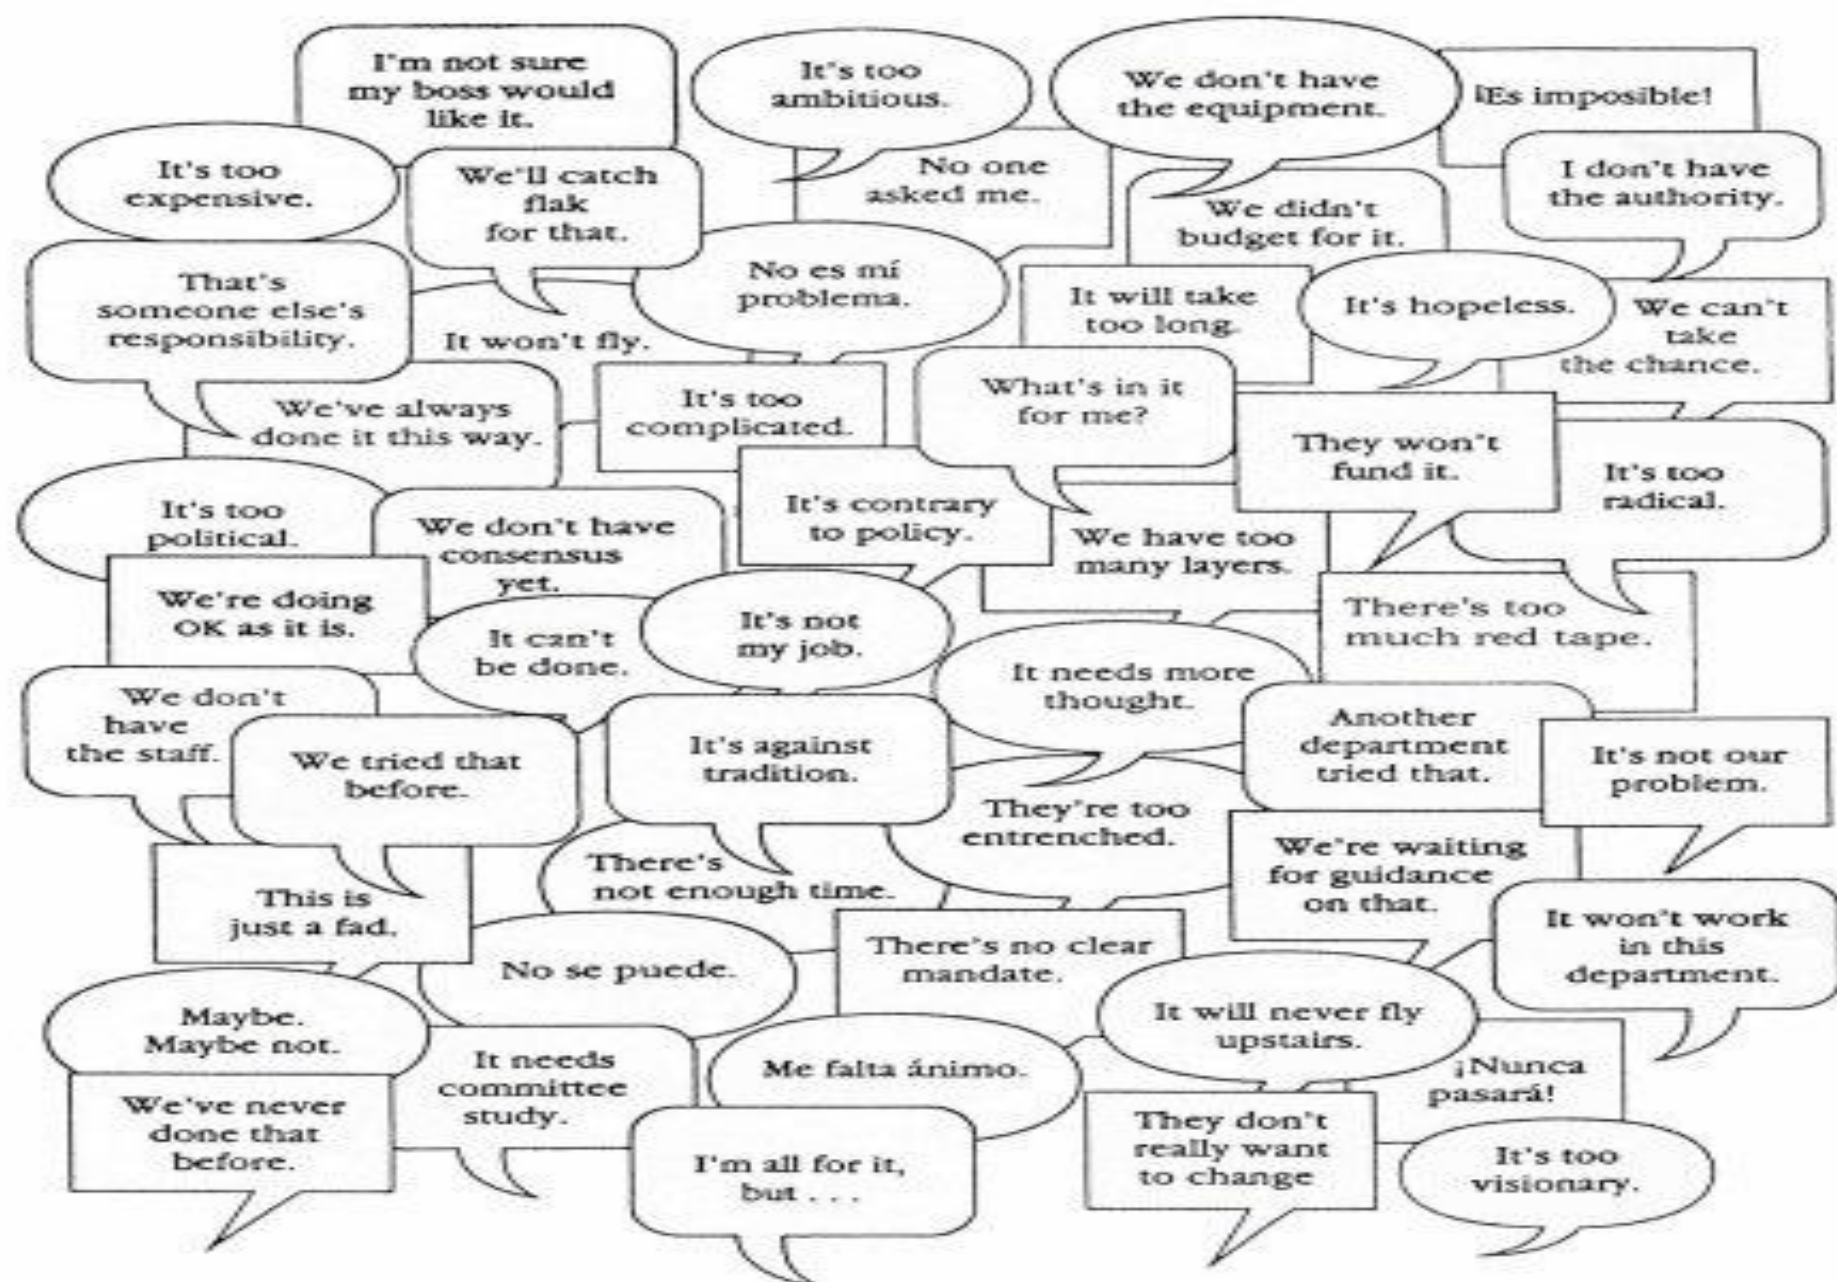 I'm not sure
my boss would
like it.
It's too
ambitious.
We don't have
the equipment.
¡Es imposible!
It's too
expensive.
We'll catch
flak
for that.
No one
asked me.
We didn't
budget for it.
I don't have
the authority.
That's
someone else's
responsibility.
It won't fly.
No es mí
problema.
It will take
too long.
It's hopeless.
We can't
take
the chance.
We've always
done it this way.
It's too
complicated.
What's in it
for me?
They won't
fund it.
It's too
radical.
It's too
political.
We don't have
consensus
yet.
It's contrary
to policy.
We have too
many layers.
We're doing
OK as it is.
It can't
be done.
It's not
my job.
There's too
much red tape.
It needs more
thought.
We don't
have
the staff.
We tried that
before.
It's against
tradition.
They're too
entrenched.
Another
department
tried that.
It's not our
problem.
This is
just a fad.
There's
not enough time.
We're waiting
for guidance
on that.
No se puede.
There's no clear
mandate.
It won't work
in this
department.
Maybe.
Maybe not.
It needs
committee
study.
Me falta ánimo.
It will never fly
upstairs.
¡Nunca
pasará!
We've never
done that
before.
I'm all for it,
but . . .
They don't
really want
to change
It's too
visionary.